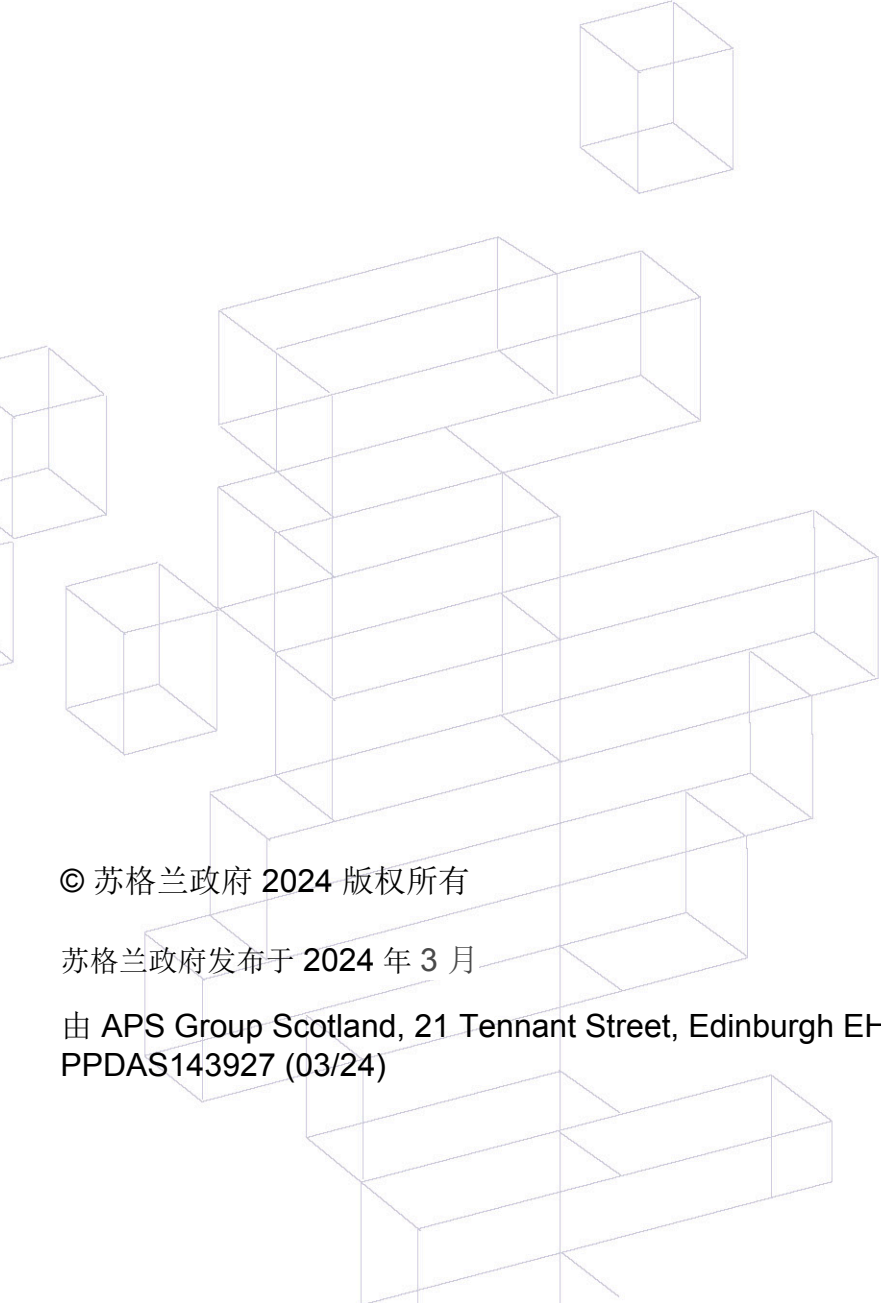 © 苏格兰政府 2024 版权所有
苏格兰政府发布于 2024 年 3 月
由 APS Group Scotland, 21 Tennant Street, Edinburgh EH
PPDAS143927 (03/24)